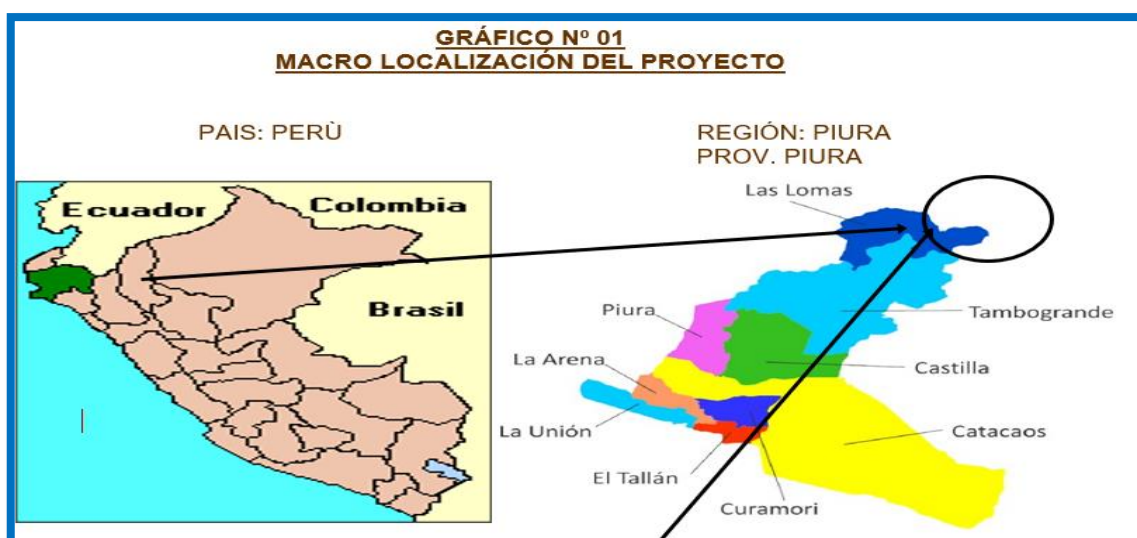 GRÁFICO Nº 01
MACRO LOCALIZACIÓN DEL PROYECTO
PAIS: PERÙ
REGIÓN: PIURA
PROV. PIURA
Ecuador
Colombia
Brasil
Las Lomas
Piura
Tambogrande
La Arena
Castilla
La Unión
Catacaos
El Tallán
Curamori